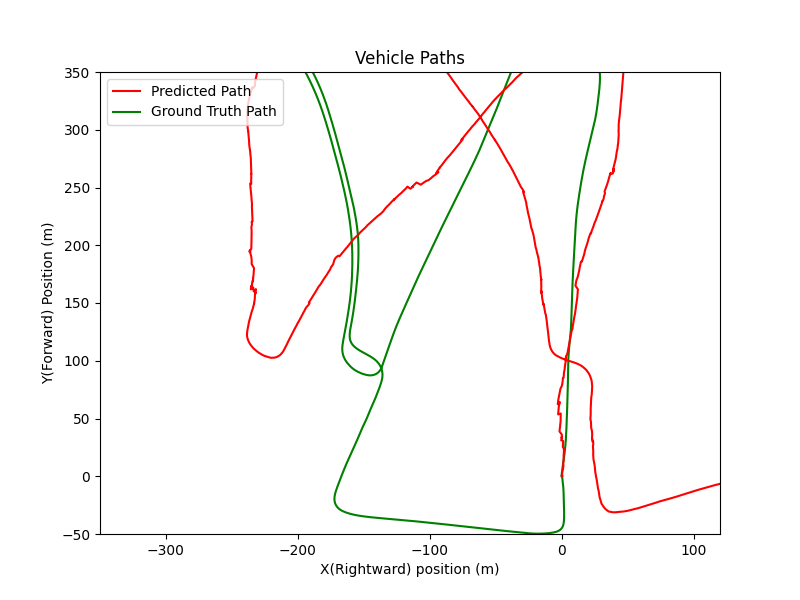 Vehicle Paths
Predicted Path
Ground Truth Path
Y(Forward) Position (m)
350
300
250
200
150
100
50
0
−50
−300
−200
−100
0
100
X(Rightward) position (m)